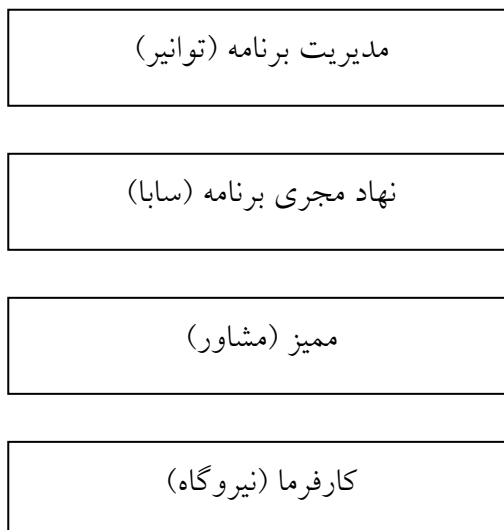 مدیریت برنامه (توانیر)
نهاد مجری برنامه (سابا)
ممیز (مشاور)
کارفرما (نیروگاه)